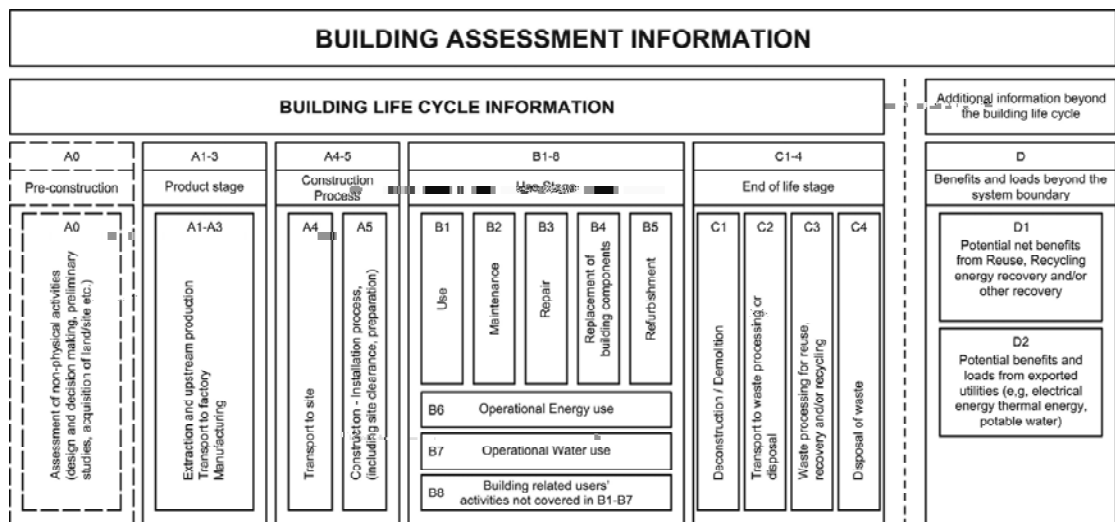 BUILDING ASSESSMENT INFORMATION
BUILDING LIFE CYCLE INFORMATION
Additional information beyond
the building life cycle
A0
Pre-construction
A1-3
Product stage
A4-5
Construction
Process
B1-8
Use Stage
C1-4
End of life stage
D
Benefits and loads beyond the
system boundary
A0
Assessment of non-physical activities
(design and decision making, preliminary
studies, acquisition of land/site etc.)
A1-A3
Extraction and upstream production
Transport to factory
Manufacturing
A4
Transport to site
A5
Construction - Installation process,
(including site clearance, preparation)
B1
Use
B2
Maintenance
B3
Repair
B4
Replacement of
building components
B5
Refurbishment
B6
Operational Energy use
B7
Operational Water use
B8
Building related users'
activities not covered in B1-B7
C1
Deconstruction / Demolition
C2
Transport to waste processing or
disposal
C3
Waste processing for reuse,
recovery and/or recycling
C4
Disposal of waste
D1
Potential net benefits
from Reuse, Recycling
energy recovery and/or
other recovery
D2
Potential benefits and
loads from exported
utilities (e,g, electrical
energy thermal energy,
potable water)